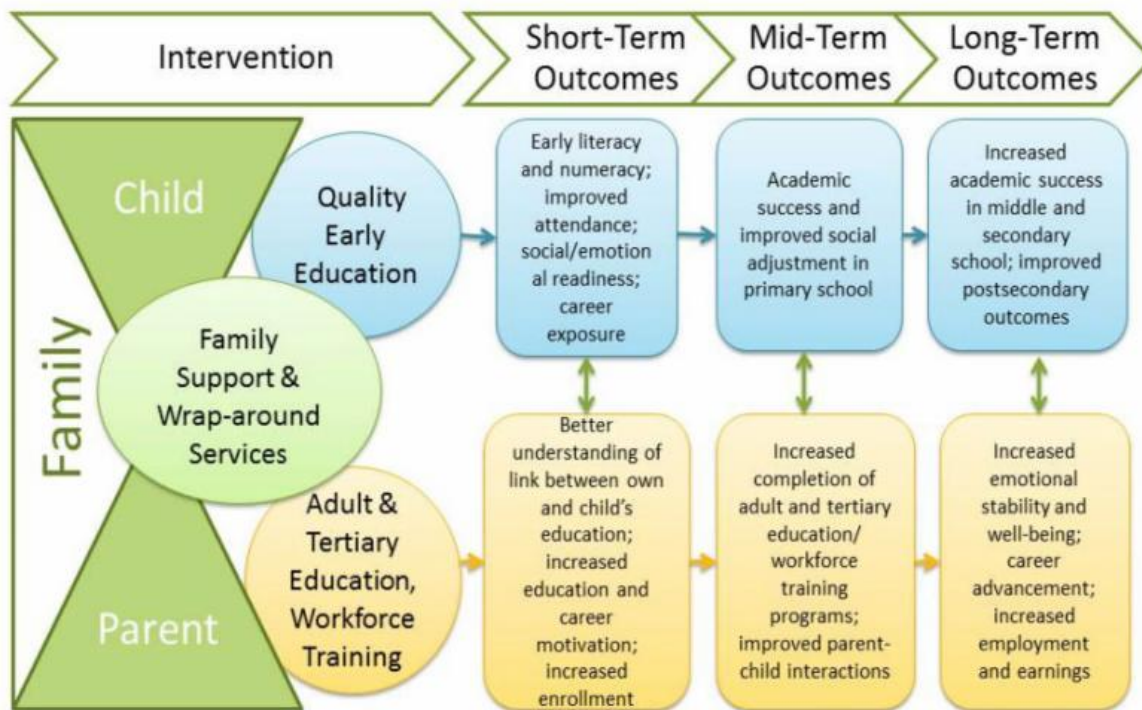 Intervention
Short-Term
Outcomes
Mid-Term
Outcomes
Long-Term
Outcomes
Family
Child
Quality
Early
Education
Early literacy
and numeracy;
improved
attendance;
social/emotion
al readiness;
career
exposure
Academic
success and
improved social
adjustment in
primary school
Increased
academic success
in middle and
secondary
school; improved
postsecondary
outcomes
Family
Support &
Wrap-around
Services
Parent
Adult &
Tertiary
Education,
Workforce
Training
Better
understanding of
link between own
and child's
education;
increased
education and
career
motivation;
increased
enrollment
Increased
completion of
adult and tertiary
education/
workforce
training
programs;
improved parent-
child interactions
Increased
emotional
stability and
well-being;
career
advancement;
increased
employment
and earnings